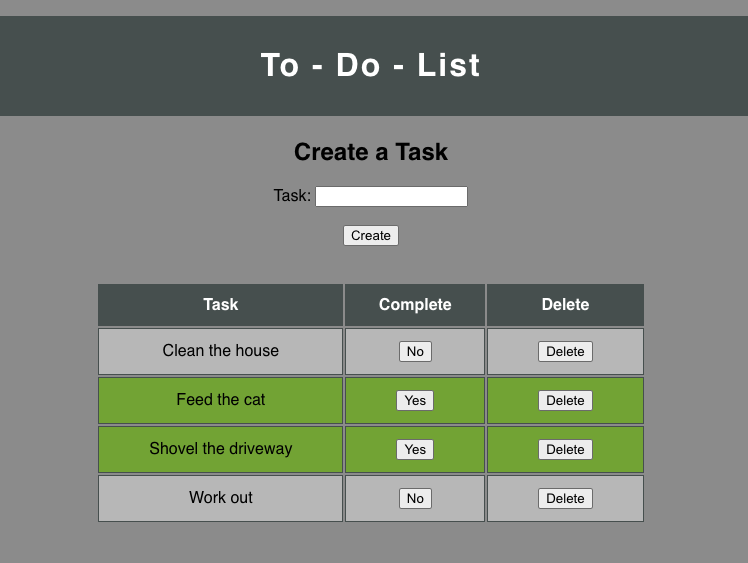 To - Do - List
Create a Task
Task:
Create
Task Complete Delete
Clean the house No Delete
Feed the cat Yes Delete
Shovel the driveway Yes Delete
Work out No Delete